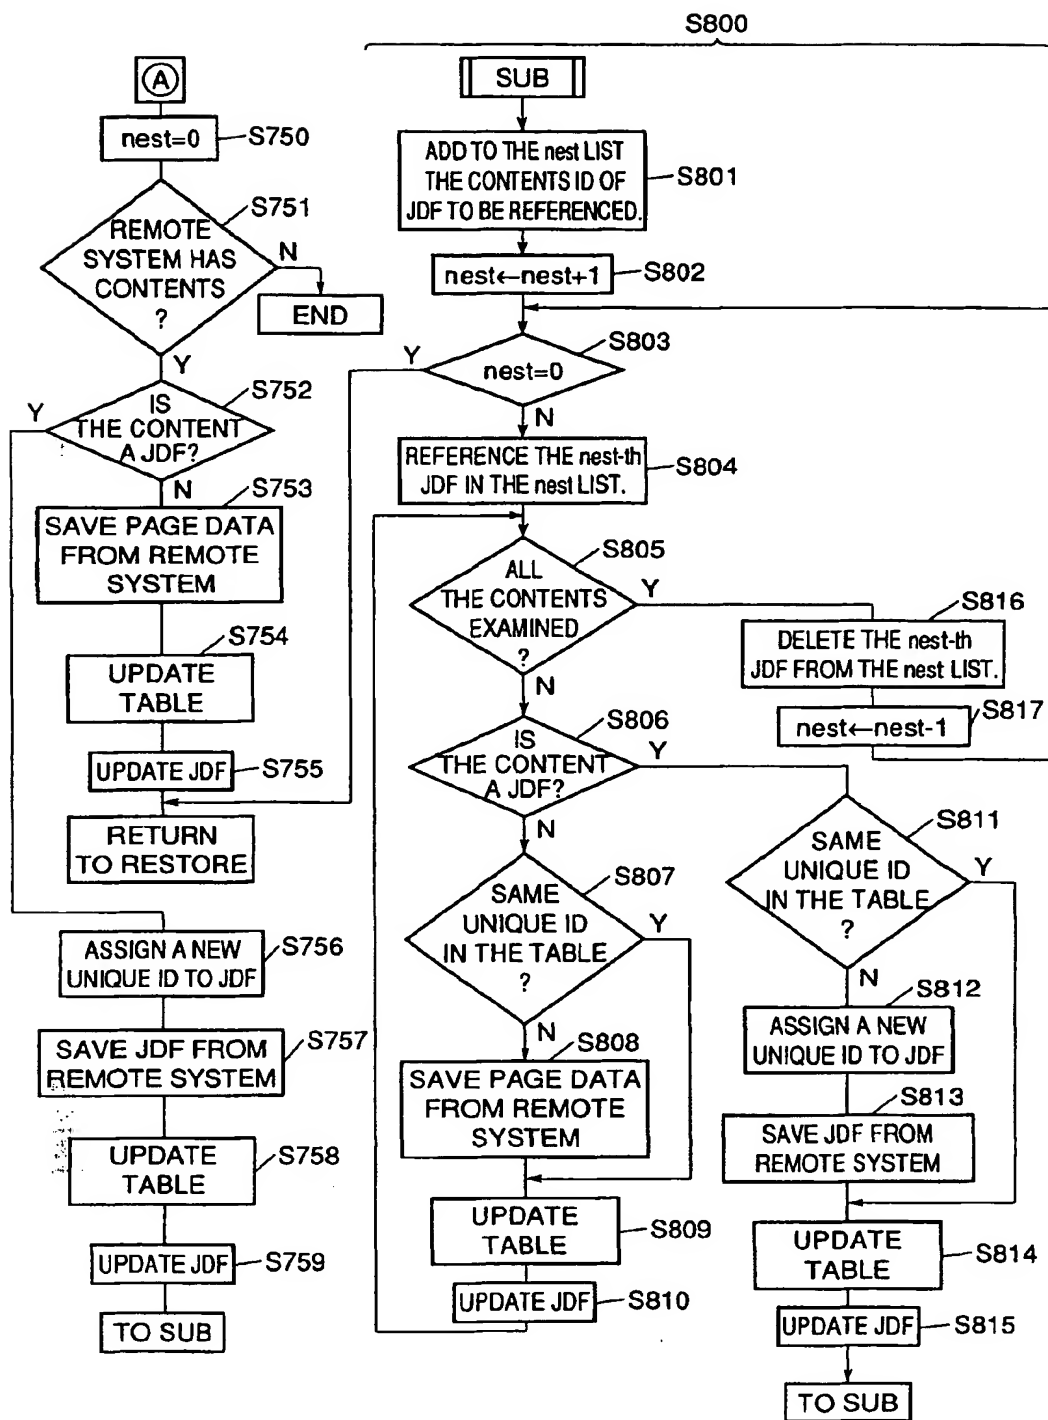 S800
A
nest=0
S750
REMOTE
SYSTEM HAS
CONTENTS
?
S751
N
END
Y
IS
THE CONTENT
A JDF?
S752
Y
N
SAVE PAGE DATA
FROM REMOTE
SYSTEM
S753
UPDATE
TABLE
S754
UPDATE JDF
S755
RETURN
TO RESTORE
ASSIGN A NEW
UNIQUE ID TO JDF
S756
SAVE JDF FROM
REMOTE SYSTEM
S757
UPDATE
TABLE
S758
UPDATE JDF
S759
TO SUB
SUB
ADD TO THE nest LIST
THE CONTENTS ID OF
JDF TO BE REFERENCED.
S801
nest←nest+1
S802
nest=0
S803
Y
N
REFERENCE THE nest-th
JDF IN THE nest LIST.
S804
ALL
THE CONTENTS
EXAMINED
?
S805
Y
N
IS
THE CONTENT
A JDF?
S806
Y
N
SAME
UNIQUE ID
IN THE TABLE
?
S807
Y
N
SAVE PAGE DATA
FROM REMOTE
SYSTEM
S808
UPDATE
TABLE
S809
UPDATE JDF
S810
DELETE THE nest-th
JDF FROM THE nest LIST.
S816
nest←nest-1
S817
SAME
UNIQUE ID
IN THE TABLE
?
S811
Y
N
ASSIGN A NEW
UNIQUE ID TO JDF
S812
SAVE JDF FROM
REMOTE SYSTEM
S813
UPDATE
TABLE
S814
UPDATE JDF
S815
TO SUB